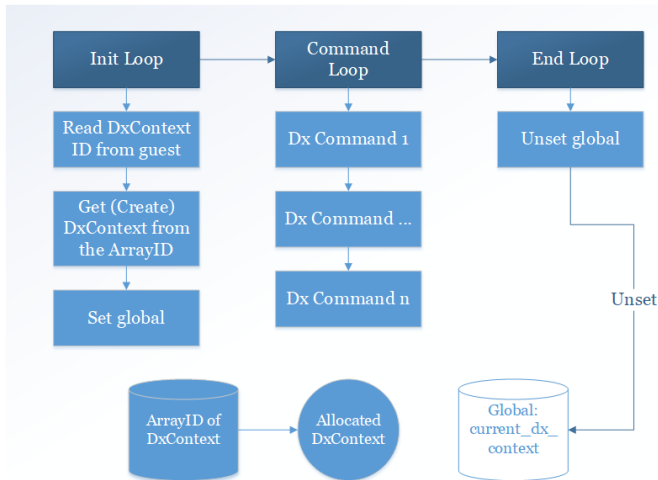 Init Loop
Command
Loop
End Loop
Read DxContext
ID from guest
Dx Command 1
Unset global
Get (Create)
DxContext from
the ArrayID
Dx Command ...
Set global
Dx Command n
Unset
ArrayID of
DxContext
Allocated
DxContext
Global:
current_dx_
context